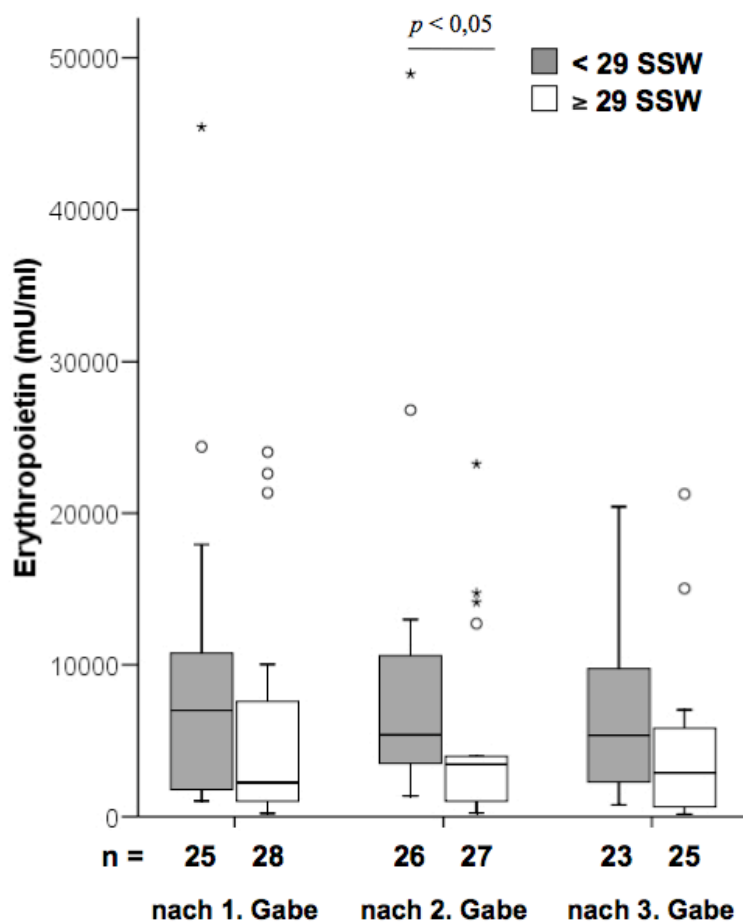 p < 0,05
< 29 SSW
≥ 29 SSW
Erythropoietin (mU/ml)
50000
40000
30000
20000
10000
0
n = 25 28 26 27 23 25
nach 1. Gabe nach 2. Gabe nach 3. Gabe